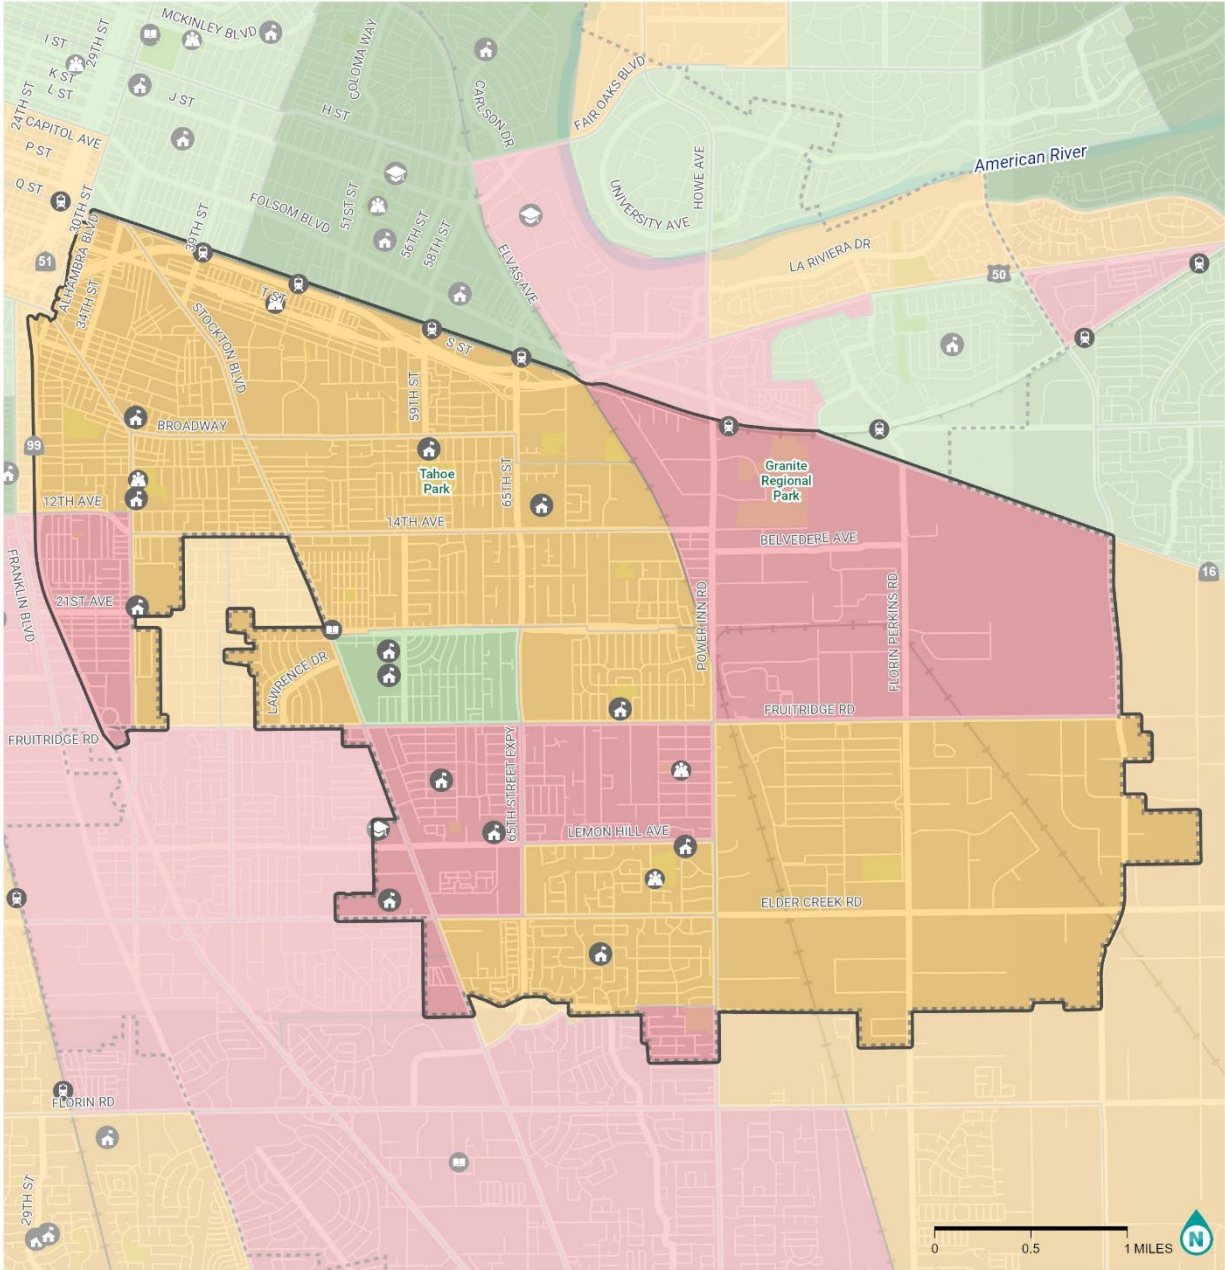 MCKINLEY BLVD
I ST
29TH ST
K ST
L ST
J ST
COLOMA WAY
H ST
CARLSON DR
FAIR OAKS BLVD
24TH ST
CAPITOL AVE
P ST
Q ST
30TH ST
HOWE AVE
American River
UNIVERSITY AVE
FOLSOM BLVD
51ST ST
56TH ST
58TH ST
39TH ST
ELVAS AVE
LA RIVIERA DR
50
51
ALHAMBRA BLVD
34TH ST
T ST
S ST
STOCKTON BLVD
59TH ST
BROADWAY
99
Tahoe
Park
65TH ST
Granite
Regional
Park
12TH AVE
14TH AVE
BELVEDERE AVE
16
FRANKLIN BLVD
21ST AVE
POWER INN RD
FLORIN PERKINS RD
LAWRENCE DR
FRUITRIDGE RD
FRUITRIDGE RD
65TH STREET EXPY
LEMON HILL AVE
ELDER CREEK RD
FLORIN RD
29TH ST
0
0.5
1 MILES
N